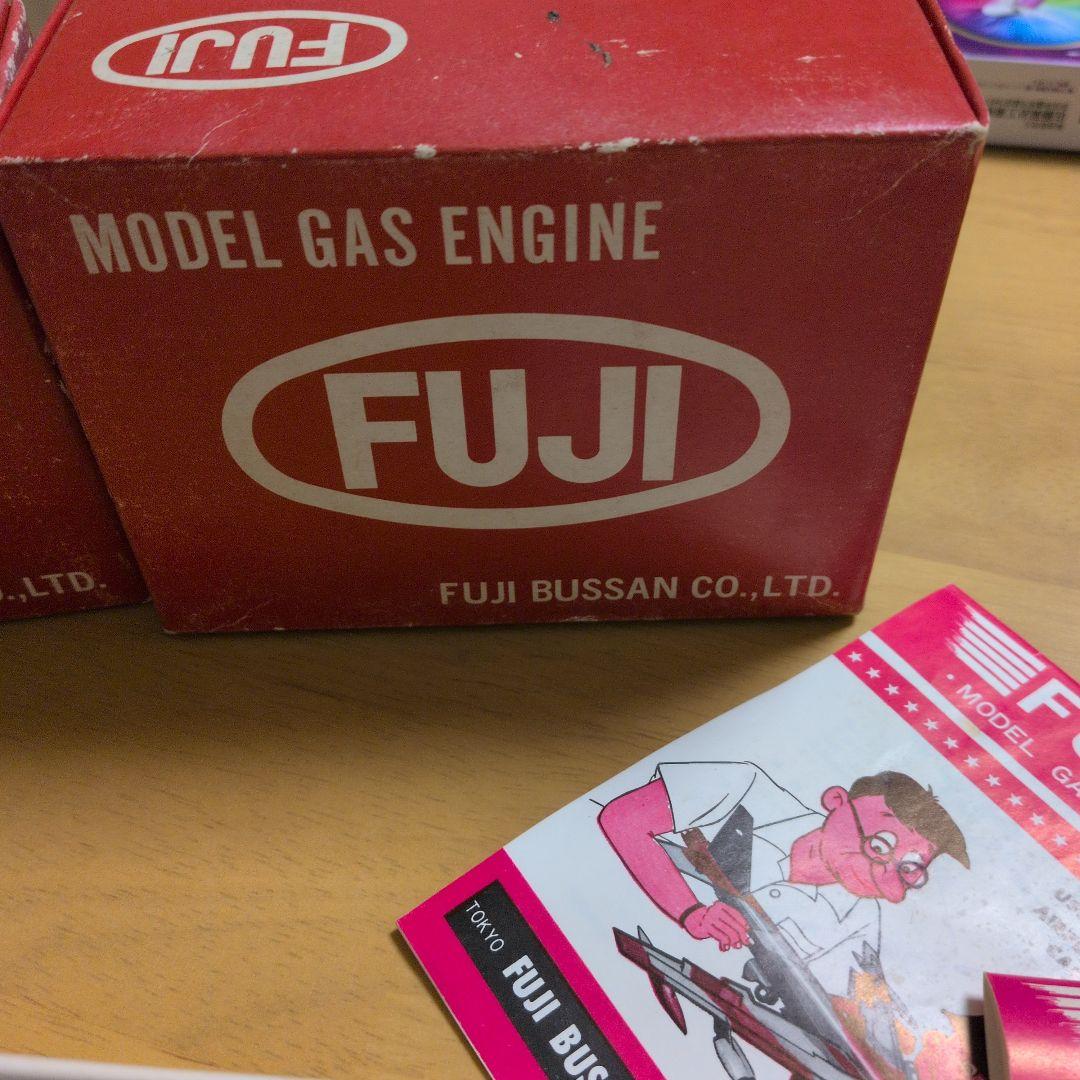 FUJI
MODEL GAS ENGINE
FUJI
FUJI BUSSAN CO.,LTD.
.,LTD.
MODEL
TOKYO FUJI BUS